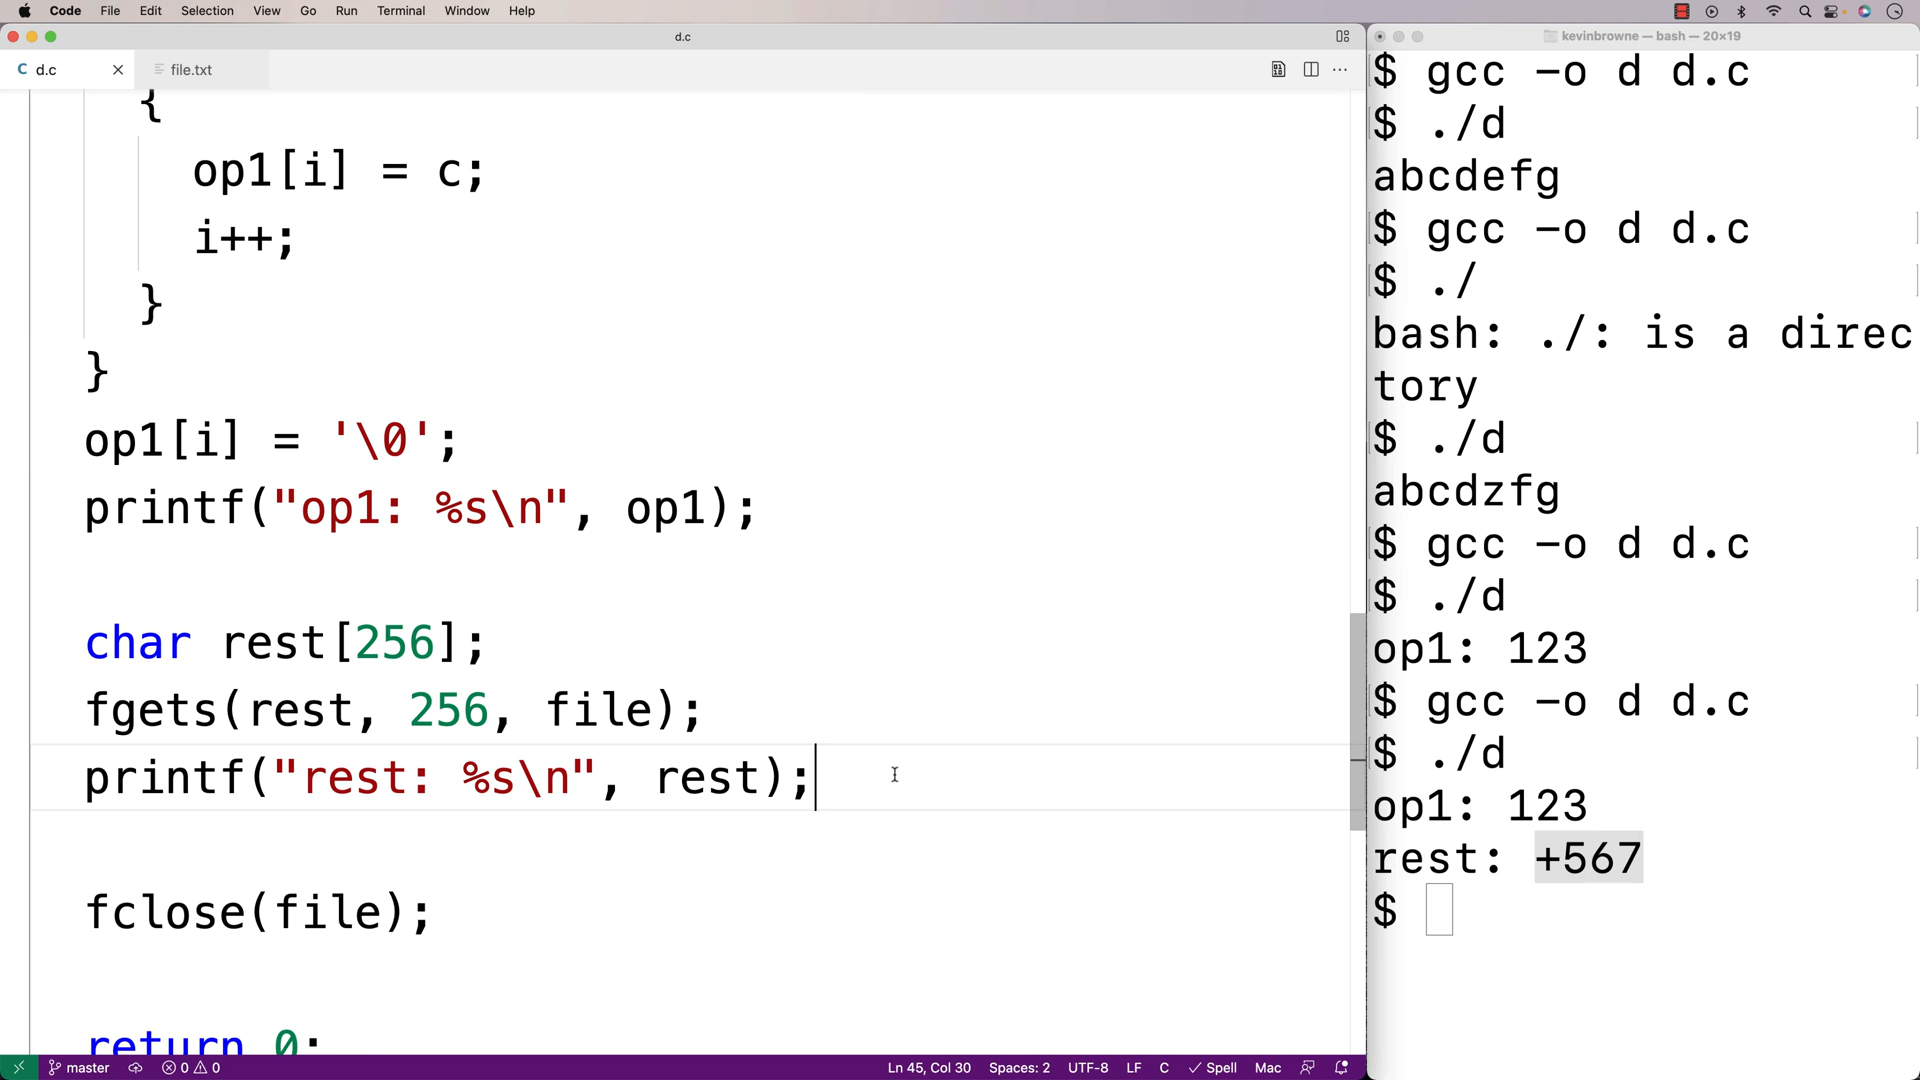 Code File Edit Selection View Go Run Terminal Window Help
d.c
kevinbrowne — bash — 20×19
C d.c
file.txt
{
op1[i] = c;
i++;
}
}
op1[i] = '\0';
printf("op1: %s\n", op1);
char rest[256];
fgets(rest, 256, file);
printf("rest: %s\n", rest);
fclose(file);
return 0;
master 0 0 Ln 45, Col 30 Spaces: 2 UTF-8 LF C Spell Mac
$ gcc -o d d.c
$ ./d
abcdefg
$ gcc -o d d.c
$ ./
bash: ./: is a direc
tory
$ ./d
abcdzfg
$ gcc -o d d.c
$ ./d
op1: 123
$ gcc -o d d.c
$ ./d
op1: 123
rest: +567
$